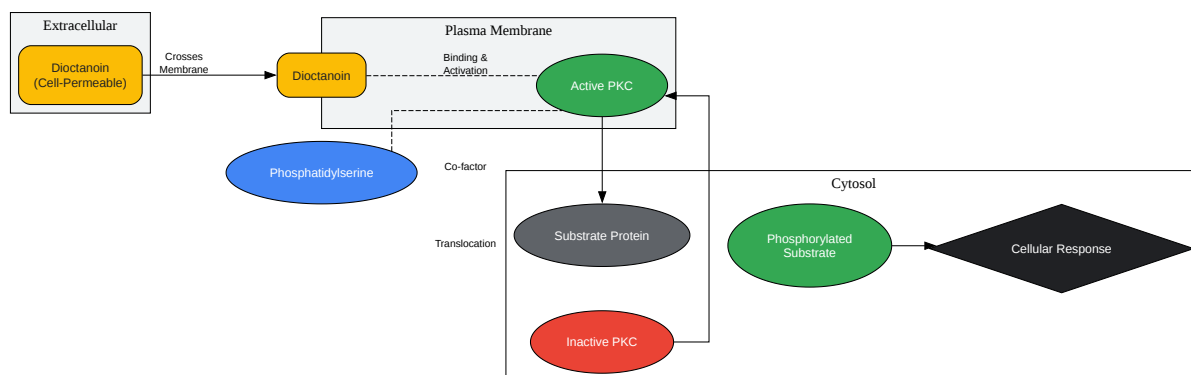 Extracellular
Dioctanoin
(Cell-Permeable)
Crosses
Membrane
Plasma Membrane
Dioctanoin
Binding &
Activation
Active PKC
Phosphatidylserine
Co-factor
Cytosol
Translocation
Substrate Protein
Phosphorylated
Substrate
Cellular Response
Inactive PKC